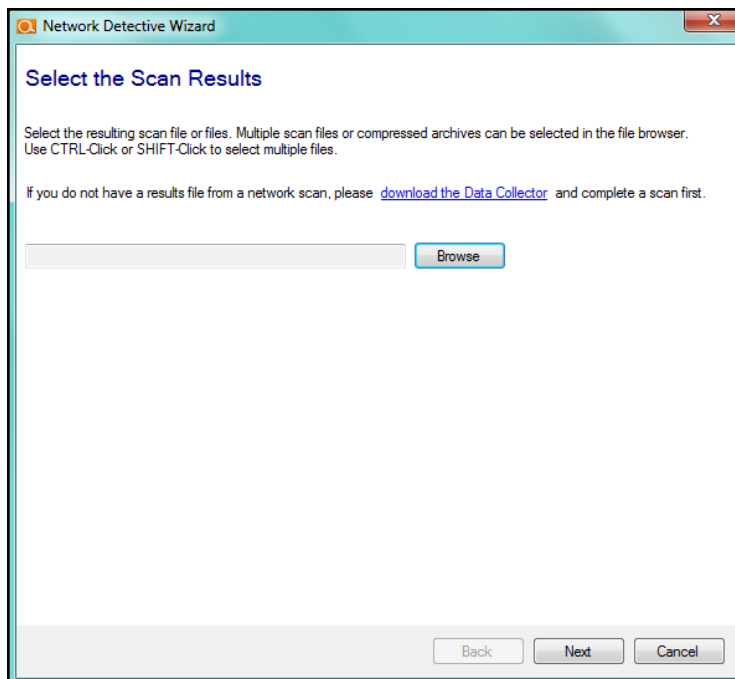 Network Detective Wizard
X
Select the Scan Results
Select the resulting scan file or files. Multiple scan files or compressed archives can be selected in the file browser.
Use CTRL-Click or SHIFT-Click to select multiple files.
If you do not have a results file from a network scan, please download the Data Collector and complete a scan first.
Browse
Back Next Cancel